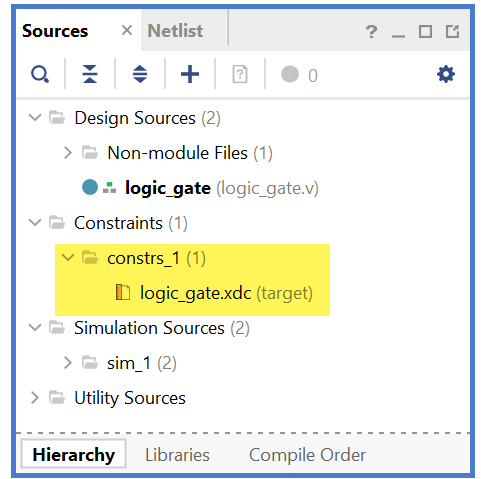 Sources × Netlist ? _
? 0
Design Sources (2)
Non-module Files (1)
logic_gate (logic_gate.v)
Constraints (1)
constrs_1 (1)
logic_gate.xdc (target)
Simulation Sources (2)
sim_1 (2)
Utility Sources
Hierarchy Libraries Compile Order